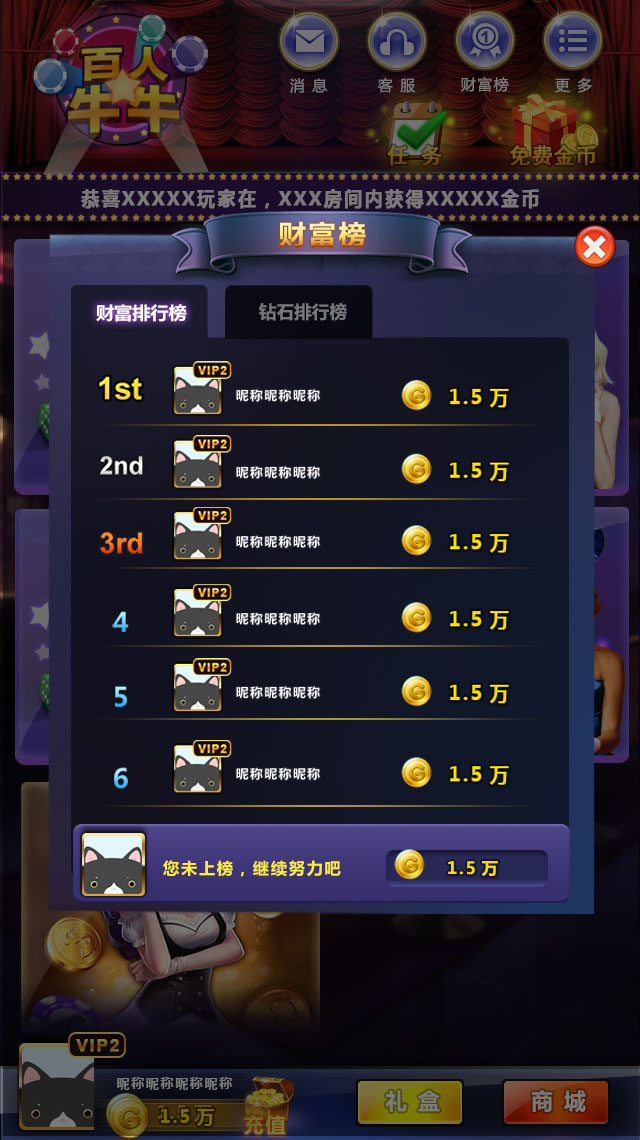 百人
牛牛
消息
客服
1
财富榜
更多
任务
免费金币
恭喜XXXXX玩家在，XXX房间内获得XXXXX金币
财富榜
财富排行榜
钻石排行榜
1st
VIP2
昵称昵称昵称
G
1.5 万
2nd
VIP2
昵称昵称昵称
G
1.5 万
3rd
VIP2
昵称昵称昵称
G
1.5 万
4
VIP2
昵称昵称昵称
G
1.5 万
5
VIP2
昵称昵称昵称
G
1.5 万
6
VIP2
昵称昵称昵称
G
1.5 万
您未上榜，继续努力吧
G
1.5 万
VIP2
昵称昵称昵称昵称
G
1.5 万
充值
礼盒
商城